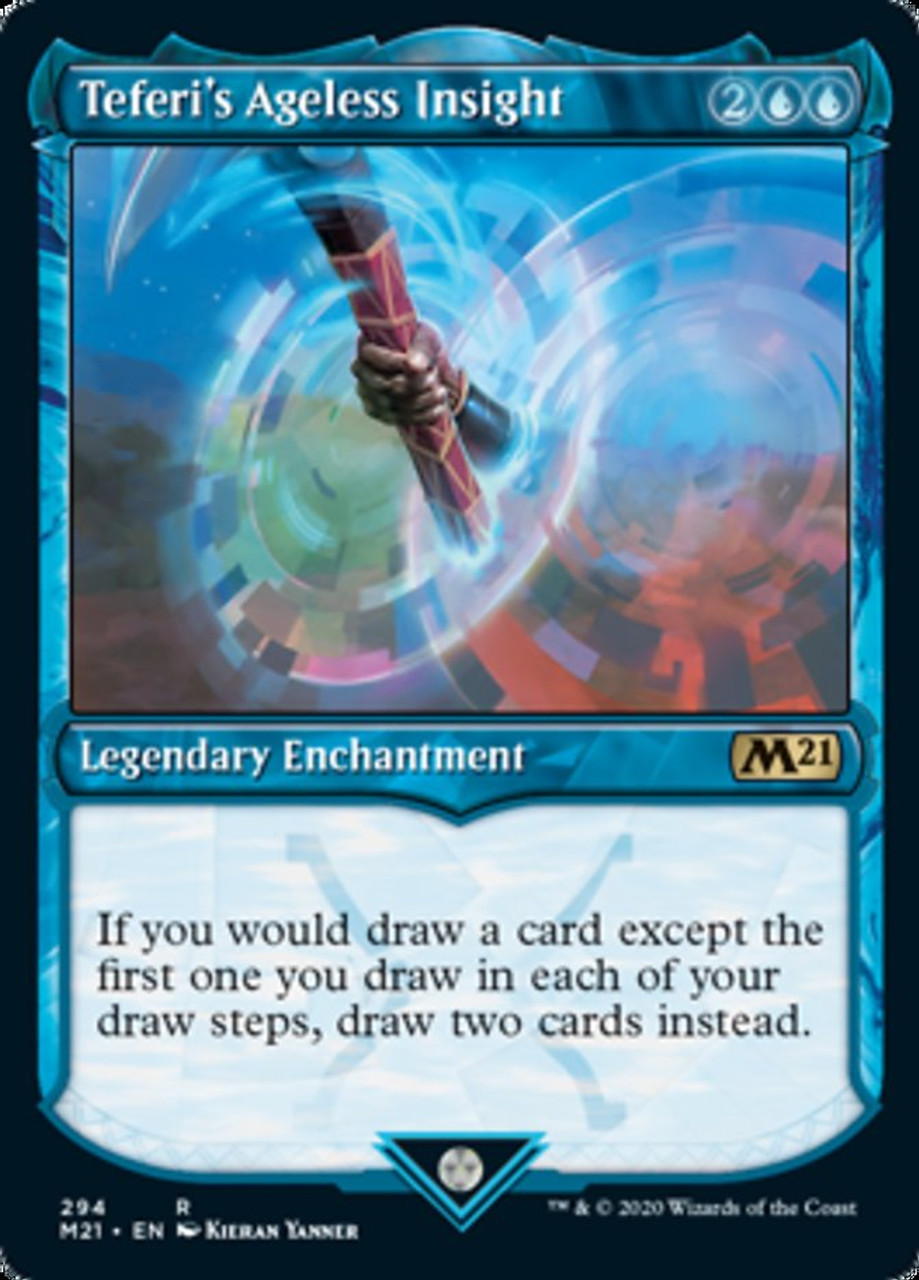 Teferi's Ageless Insight 2
Legendary Enchantment M21
If you would draw a card except the
first one you draw in each of your
draw steps, draw two cards instead.
294 R ™ & © 2020 Wizards of the Coast
M21 • EN Kieran Yanner